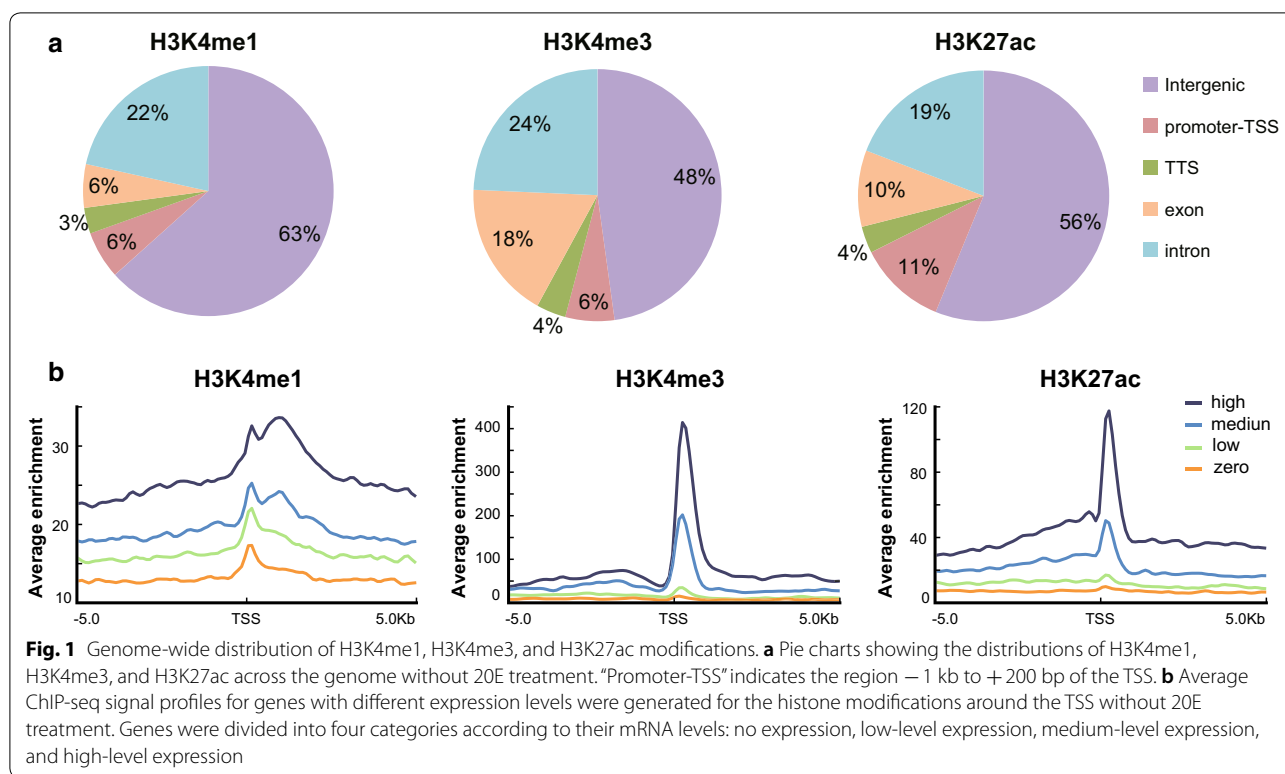 a
H3K4me1
H3K4me3
H3K27ac
22%
6%
3%
6%
63%
24%
48%
18%
4%
6%
19%
10%
4%
11%
56%
Intergenic
promoter-TSS
TTS
exon
intron
b
H3K4me1
H3K4me3
H3K27ac
Average enrichment
30
20
10
-5.0
TSS
5.0Kb
Average enrichment
400
300
200
100
0
-5.0
TSS
5.0Kb
Average enrichment
120
80
40
0
-5.0
TSS
5.0Kb
high
mediun
low
zero
Fig. 1 Genome-wide distribution of H3K4me1, H3K4me3, and H3K27ac modifications. a Pie charts showing the distributions of H3K4me1,
H3K4me3, and H3K27ac across the genome without 20E treatment. “Promoter-TSS” indicates the region − 1 kb to + 200 bp of the TSS. b Average
ChIP-seq signal profiles for genes with different expression levels were generated for the histone modifications around the TSS without 20E
treatment. Genes were divided into four categories according to their mRNA levels: no expression, low-level expression, medium-level expression,
and high-level expression